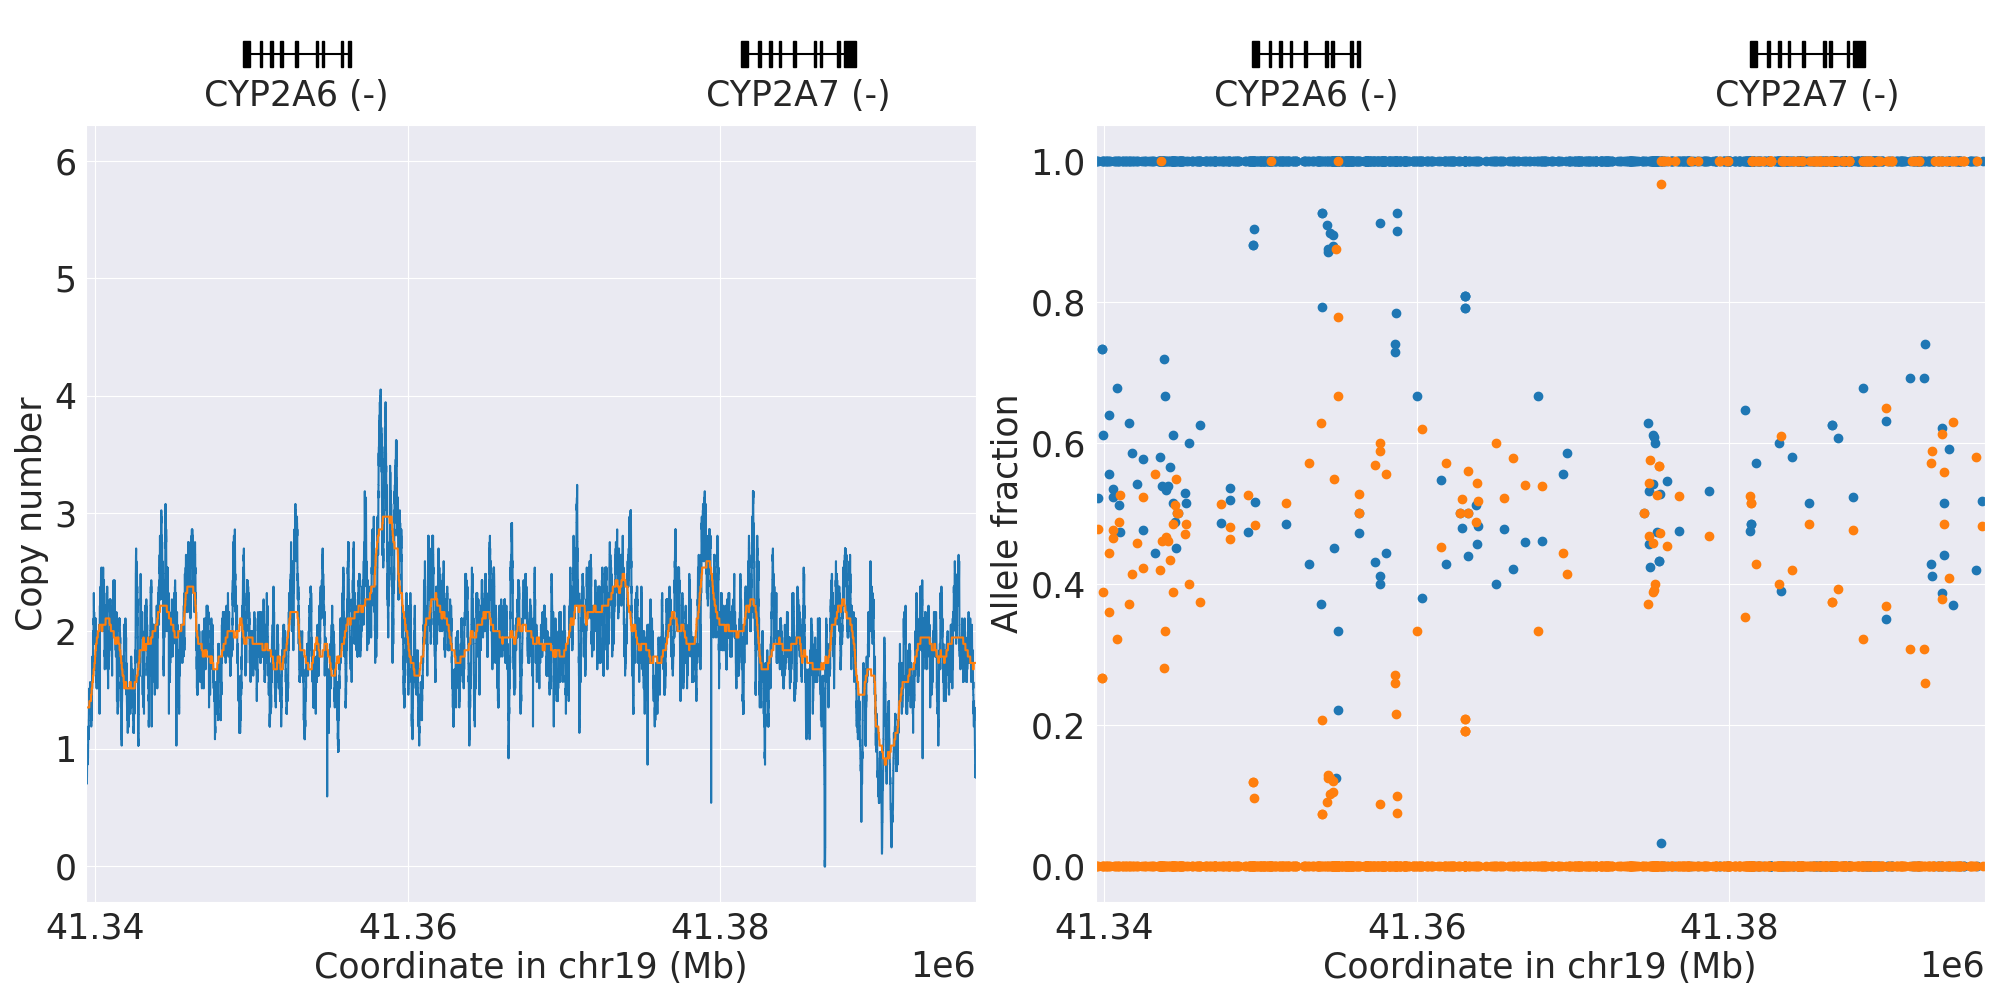 CYP2A6 (-)
CYP2A7 (-)
6
5
4
3
2
1
0
Copy number
41.34
41.36
41.38
Coordinate in chr19 (Mb)
1e6
CYP2A6 (-)
CYP2A7 (-)
1.0
0.8
0.6
0.4
0.2
0.0
Allele fraction
41.34
41.36
41.38
Coordinate in chr19 (Mb)
1e6